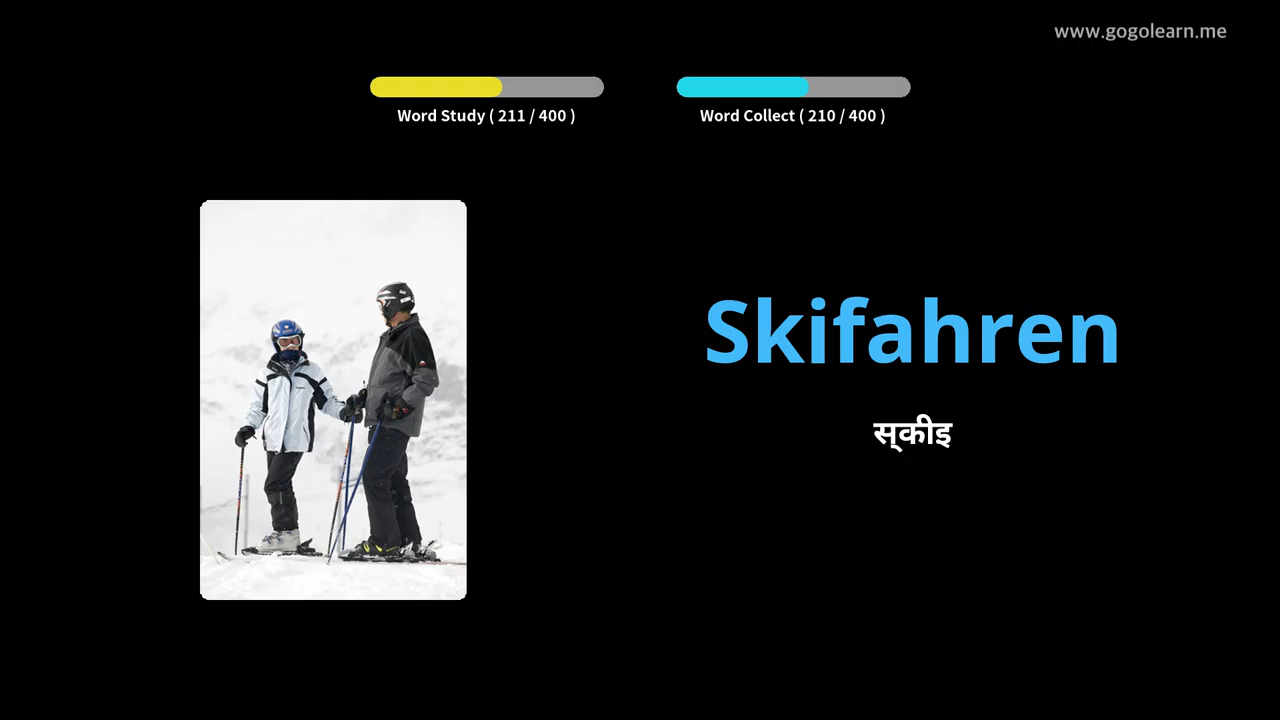 www.gogolearn.me
Word Study ( 211 / 400 )
Word Collect ( 210 / 400 )
Skifahren
स्‌कीइ